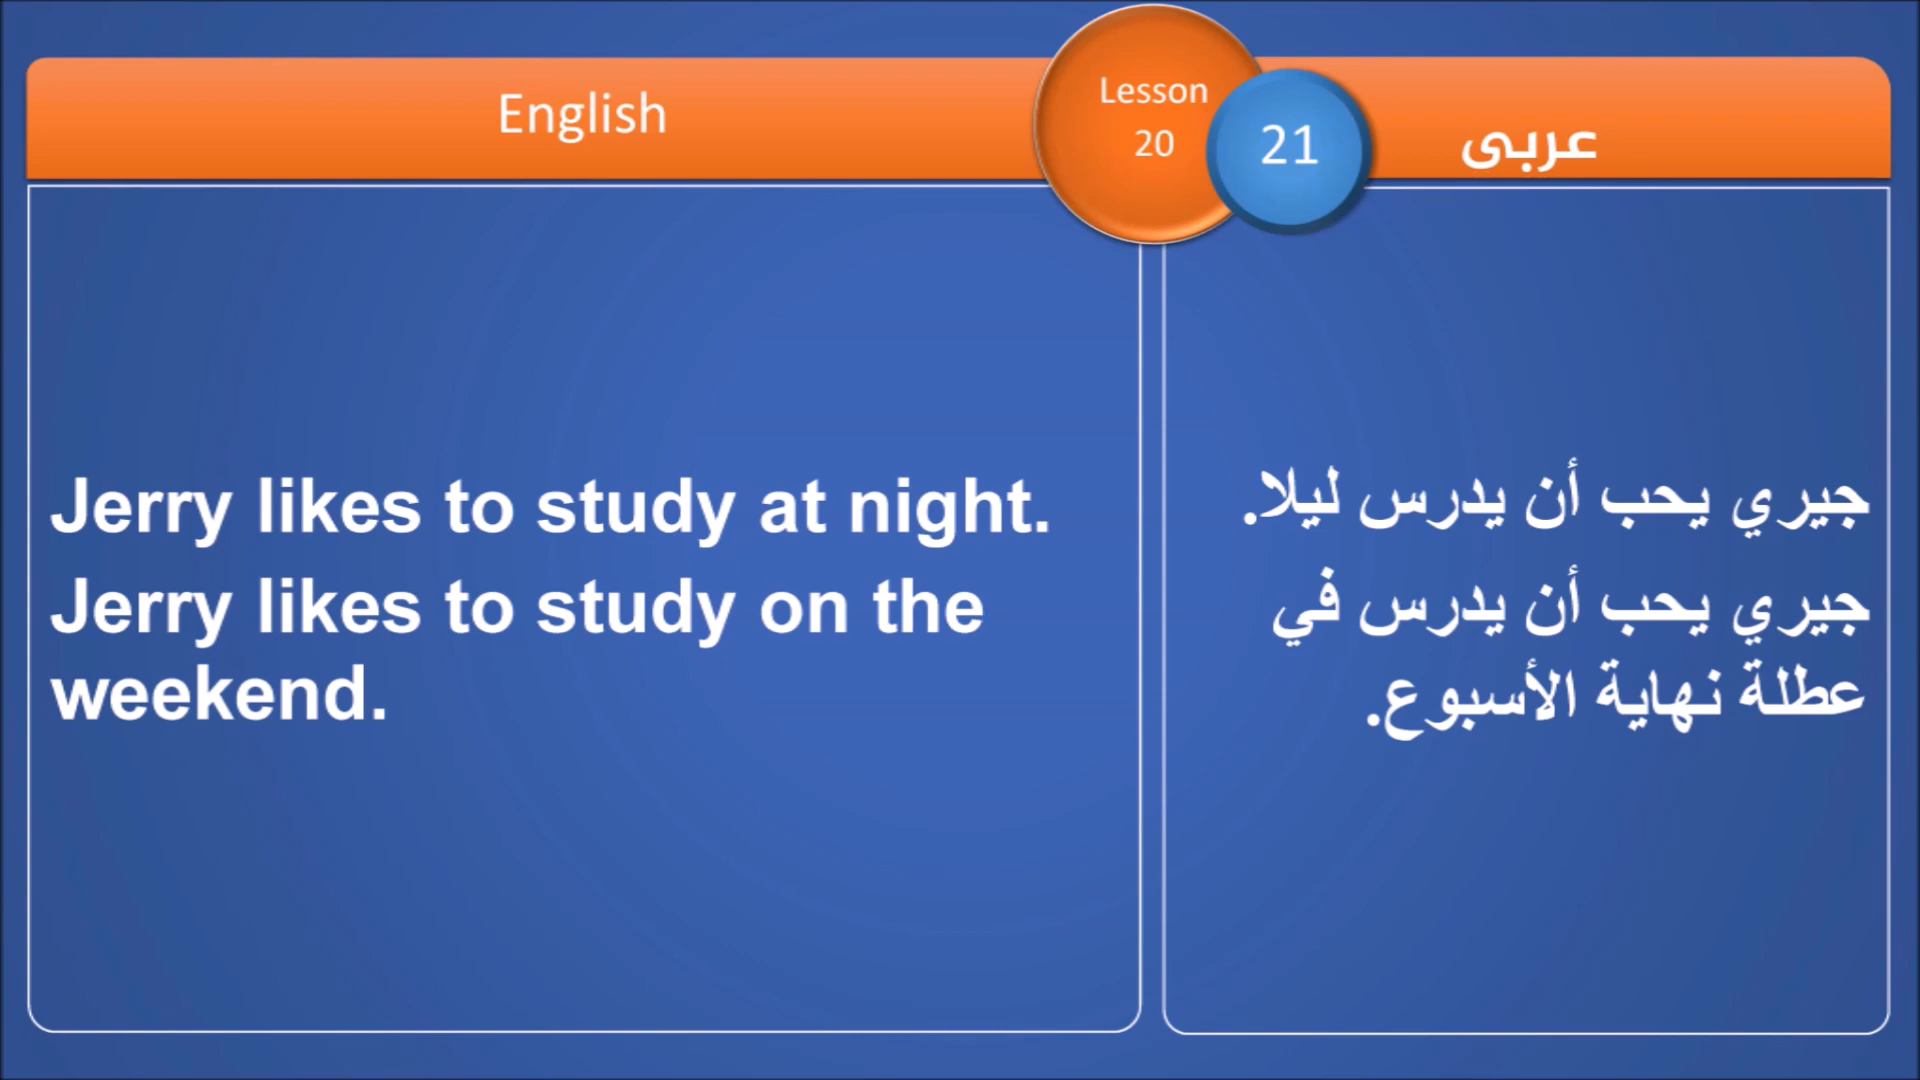 English
Lesson
20
21
عربى
Jerry likes to study at night.
Jerry likes to study on the
weekend.
جيري يحب أن يدرس ليلا.
جيري يحب أن يدرس في
عطلة نهاية الأسبوع.